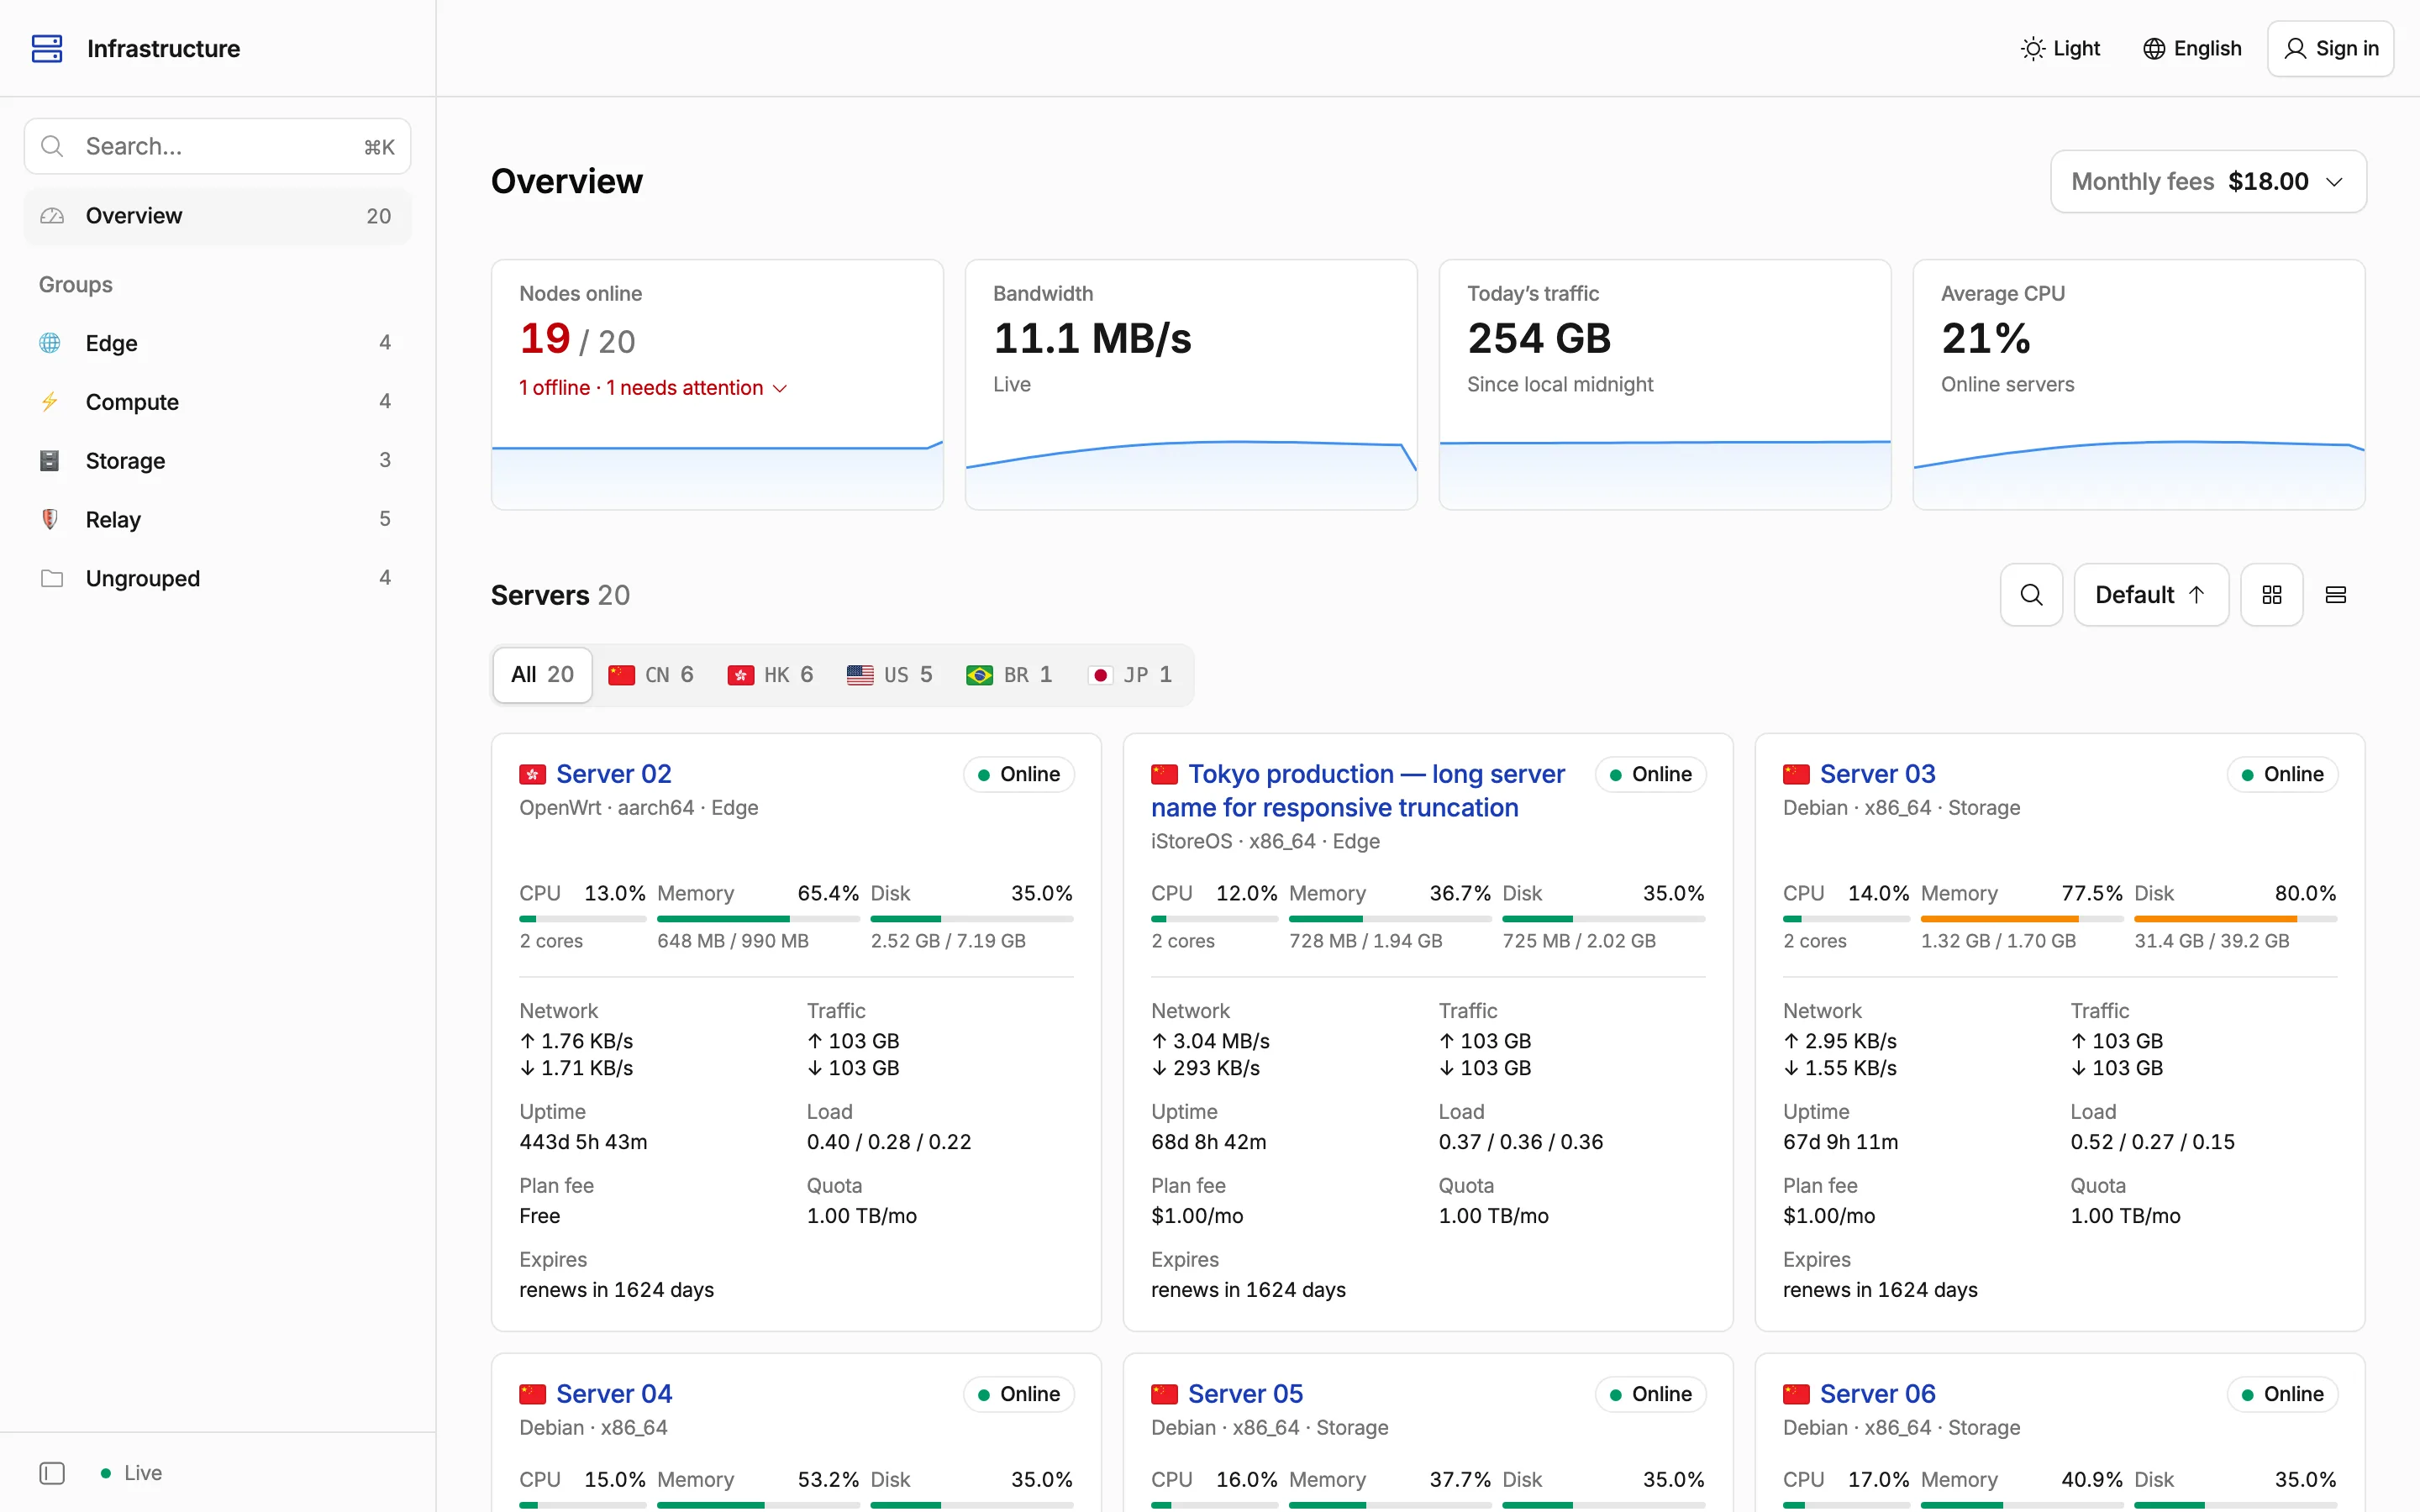 Infrastructure
Light
English
Sign in
Search...
⌘K
Overview 20
Groups
Edge 4
Compute 4
Storage 3
Relay 5
Ungrouped 4
Live
Overview
Monthly fees $18.00
Nodes online
19 / 20
1 offline · 1 needs attention
Bandwidth
11.1 MB/s
Live
Today’s traffic
254 GB
Since local midnight
Average CPU
21%
Online servers
Servers 20
Default ↑
All 20
CN 6
HK 6
US 5
BR 1
JP 1
Server 02
Online
OpenWrt · aarch64 · Edge
CPU 13.0% Memory 65.4% Disk 35.0%
2 cores 648 MB / 990 MB 2.52 GB / 7.19 GB
Network Traffic
↑ 1.76 KB/s ↑ 103 GB
↓ 1.71 KB/s ↓ 103 GB
Uptime Load
443d 5h 43m 0.40 / 0.28 / 0.22
Plan fee Quota
Free 1.00 TB/mo
Expires
renews in 1624 days
Tokyo production — long server
name for responsive truncation
Online
iStoreOS · x86_64 · Edge
CPU 12.0% Memory 36.7% Disk 35.0%
2 cores 728 MB / 1.94 GB 725 MB / 2.02 GB
Network Traffic
↑ 3.04 MB/s ↑ 103 GB
↓ 293 KB/s ↓ 103 GB
Uptime Load
68d 8h 42m 0.37 / 0.36 / 0.36
Plan fee Quota
$1.00/mo 1.00 TB/mo
Expires
renews in 1624 days
Server 03
Online
Debian · x86_64 · Storage
CPU 14.0% Memory 77.5% Disk 80.0%
2 cores 1.32 GB / 1.70 GB 31.4 GB / 39.2 GB
Network Traffic
↑ 2.95 KB/s ↑ 103 GB
↓ 1.55 KB/s ↓ 103 GB
Uptime Load
67d 9h 11m 0.52 / 0.27 / 0.15
Plan fee Quota
$1.00/mo 1.00 TB/mo
Expires
renews in 1624 days
Server 04
Online
Debian · x86_64
CPU 15.0% Memory 53.2% Disk 35.0%
Server 05
Online
Debian · x86_64 · Storage
CPU 16.0% Memory 37.7% Disk 35.0%
Server 06
Online
Debian · x86_64 · Storage
CPU 17.0% Memory 40.9% Disk 35.0%